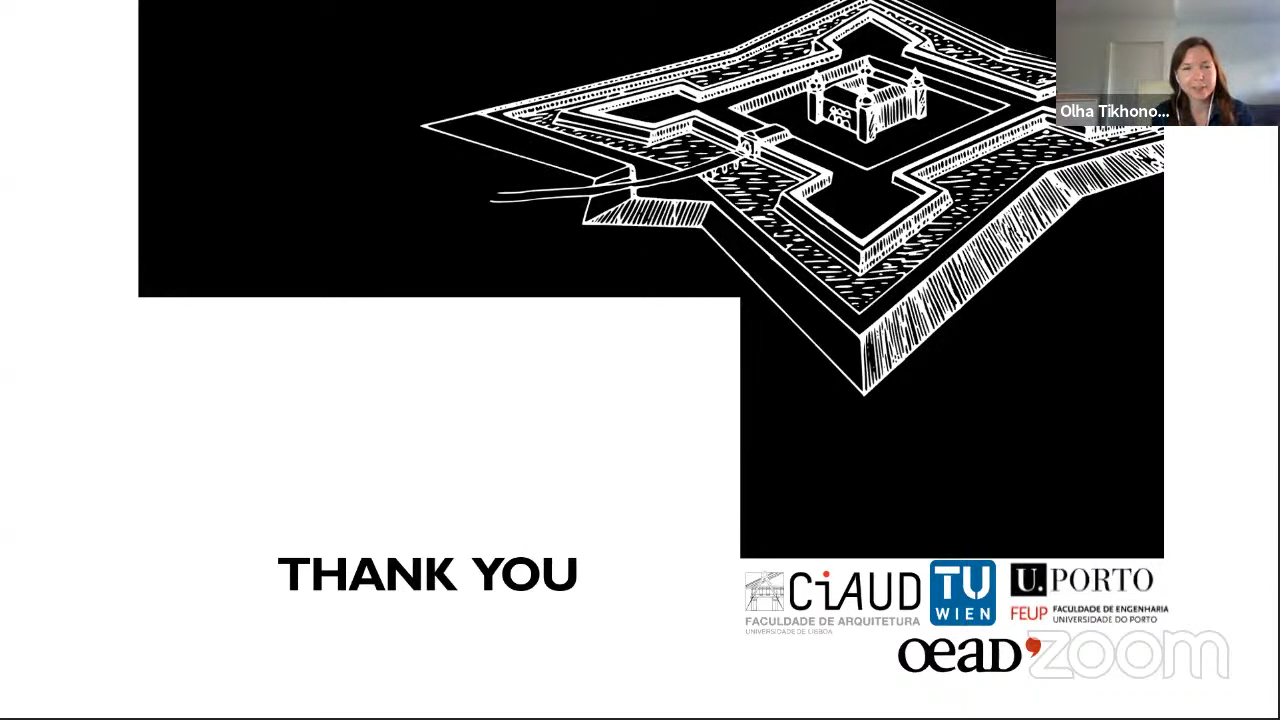 Olha Tikhono...
THANK YOU
CiAUD
FACULDADE DE ARQUITETURA
UNIVERSIDADE DE LISBOA
TU
WIEN
U. PORTO
FEUP FACULDADE DE ENGENHARIA
UNIVERSIDADE DO PORTO
OeAD'
zoom